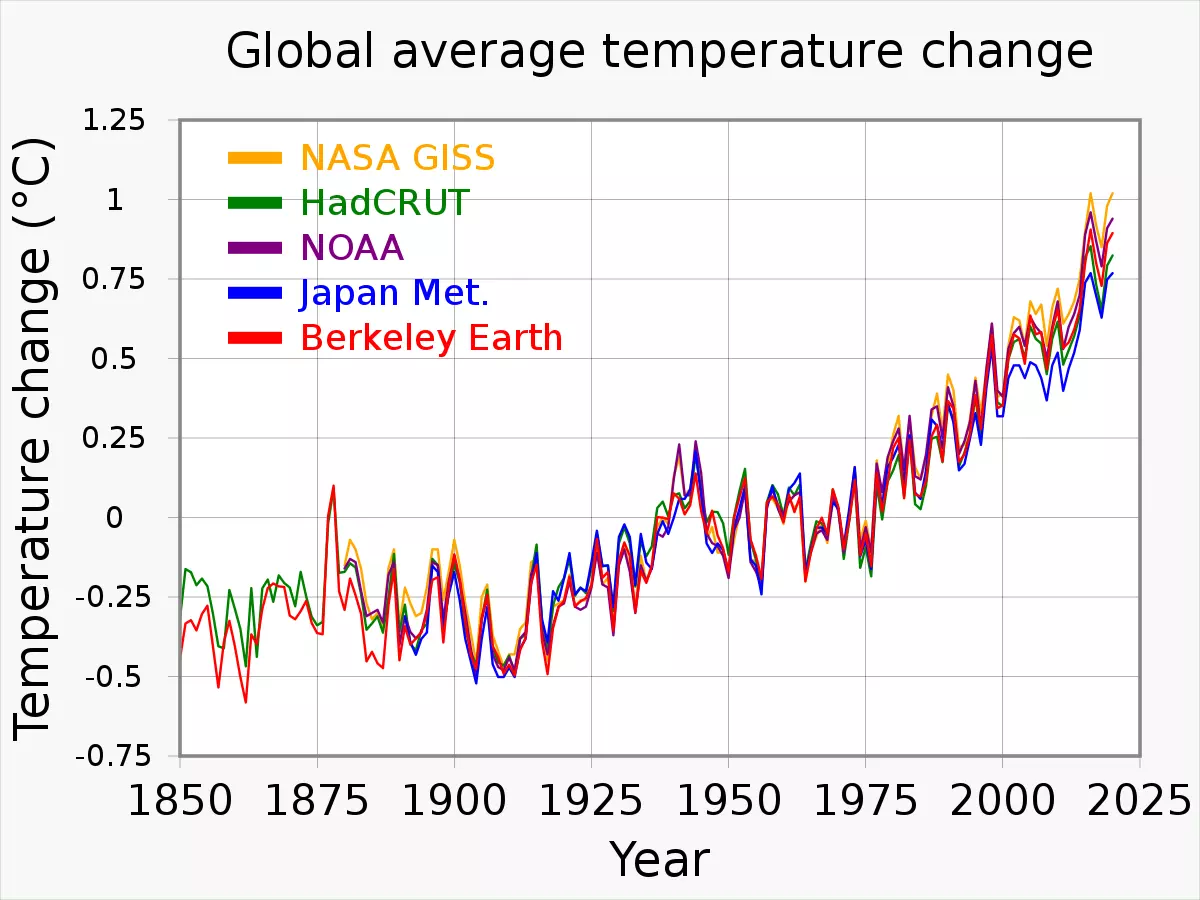 Global average temperature change
1.25
1
0.75
0.5
0.25
0
-0.25
-0.5
-0.75
Temperature change (°C)
NASA GISS
HadCRUT
NOAA
Japan Met.
Berkeley Earth
1850 1875 1900 1925 1950 1975 2000 2025
Year